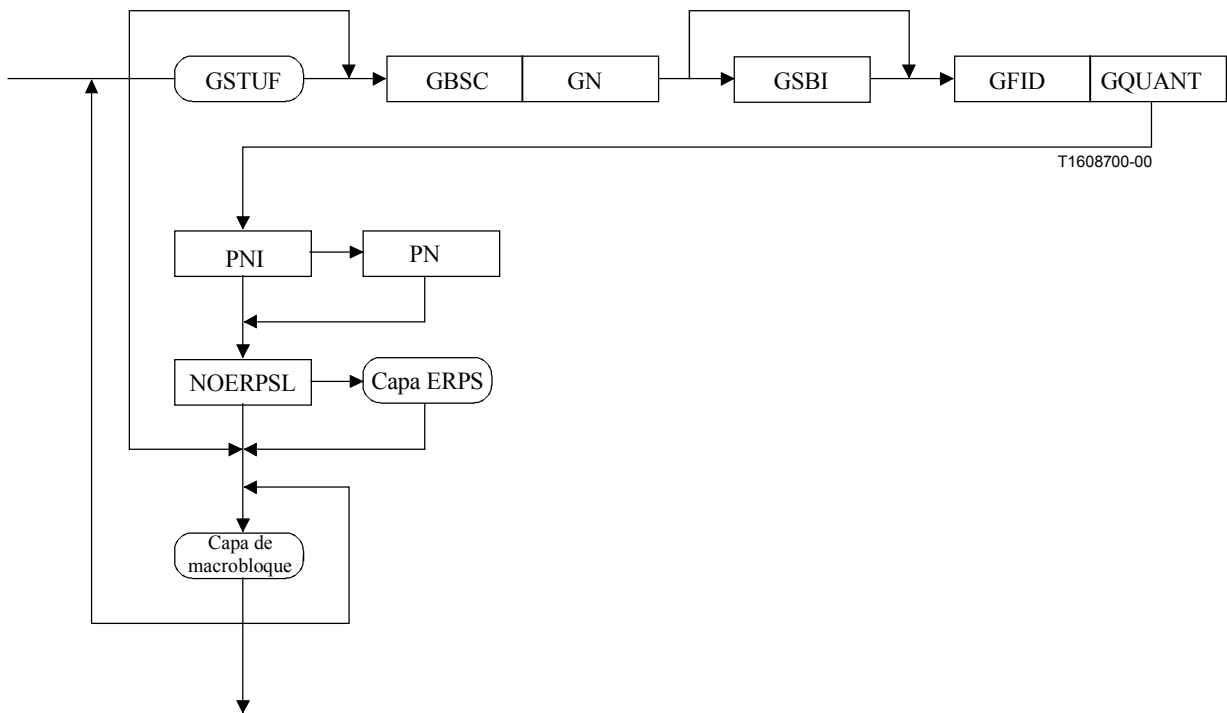 GSTUF
GBSC
GN
GSBI
GFID
GQUANT
T1608700-00
PNI
PN
NOERPSL
Capa ERPS
Capa de
macrobloque